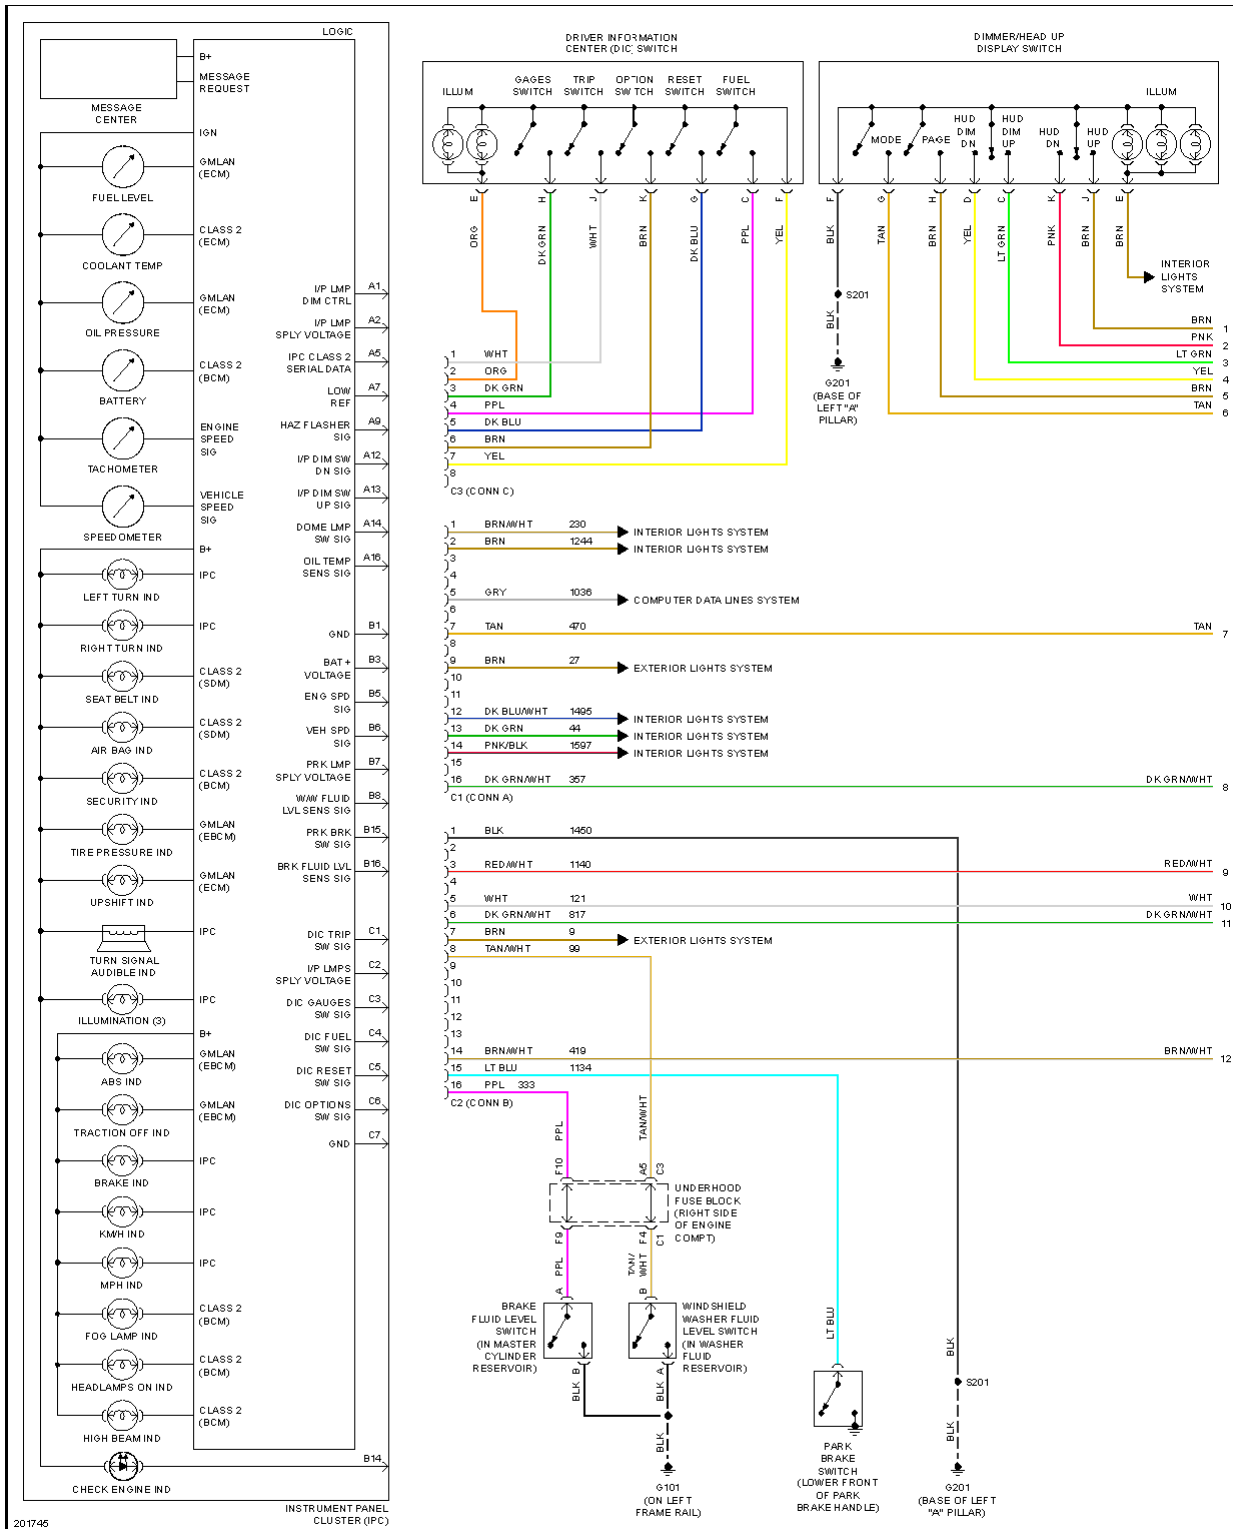 LOGIC
B+
MESSAGE
REQUEST
MESSAGE
CENTER
IGN
GMLAN
(ECM)
FUEL LEVEL
CLASS 2
(ECM)
COOLANT TEMP
GMLAN
(ECM)
OIL PRESSURE
CLASS 2
(BCM)
BATTERY
ENGINE
SPEED
SIG
TACHOMETER
VEHICLE
SPEED
SIG
SPEEDOMETER
B+
IPC
LEFT TURN IND
IPC
RIGHT TURN IND
CLASS 2
(SDM)
SEAT BELT IND
CLASS 2
(SDM)
AIR BAG IND
CLASS 2
(BCM)
SECURITY IND
GMLAN
(EBCM)
TIRE PRESSURE IND
GMLAN
(ECM)
UPSHIFT IND
IPC
TURN SIGNAL
AUDIBLE IND
IPC
ILLUMINATION (3)
B+
GMLAN
(EBCM)
ABS IND
GMLAN
(EBCM)
TRACTION OFF IND
IPC
BRAKE IND
IPC
KM/H IND
IPC
MPH IND
CLASS 2
(BCM)
FOG LAMP IND
CLASS 2
(BCM)
HEADLAMPS ON IND
CLASS 2
(BCM)
HIGH BEAM IND
CHECK ENGINE IND
I/P LMP
DIM CTRL
A1
I/P LMP
SPLY VOLTAGE
A2
IPC CLASS 2
SERIAL DATA
A5
LOW
REF
A7
HAZ FLASHER
SIG
A9
I/P DIM SW
DN SIG
A12
I/P DIM SW
UP SIG
A13
DOME LMP
SW SIG
A14
OIL TEMP
SENS SIG
A16
GND
B1
BAT +
VOLTAGE
B3
ENG SPD
SIG
B5
VEH SPD
SIG
B6
PRK LMP
SPLY VOLTAGE
B7
W/W FLUID
LVL SENS SIG
B8
PRK BRK
SW SIG
B15
BRK FLUID LVL
SENS SIG
B16
DIC TRIP
SW SIG
C1
I/P LMPS
SPLY VOLTAGE
C2
DIC GAUGES
SW SIG
C3
DIC FUEL
SW SIG
C4
DIC RESET
SW SIG
C5
DIC OPTIONS
SW SIG
C6
GND
C7
B14
INSTRUMENT PANEL
CLUSTER (IPC)
201745
DRIVER INFORMATION
CENTER (DIC) SWITCH
ILLUM
GAGES
SWITCH
TRIP
SWITCH
OPTION
SWITCH
RESET
SWITCH
FUEL
SWITCH
E
H
J
K
G
C
F
ORG
DK GRN
WHT
BRN
DK BLU
PPL
YEL
DIMMER/HEAD UP
DISPLAY SWITCH
MODE
PAGE
HUD
DIM
DN
HUD
DIM
UP
HUD
DN
HUD
UP
ILLUM
F
G
H
D
C
K
J
E
BLK
TAN
BRN
YEL
LT GRN
PNK
BRN
BRN
INTERIOR
LIGHTS
SYSTEM
S201
BLK
G201
(BASE OF
LEFT "A"
PILLAR)
BRN 1
PNK 2
LT GRN 3
YEL 4
BRN 5
TAN 6
1 WHT
2 ORG
3 DK GRN
4 PPL
5 DK BLU
6 BRN
7 YEL
8
C3 (CONN C)
1 BRN/WHT 230 INTERIOR LIGHTS SYSTEM
2 BRN 1244 INTERIOR LIGHTS SYSTEM
3
4
5 GRY 1036 COMPUTER DATA LINES SYSTEM
6
7 TAN 470 TAN 7
8
9 BRN 27 EXTERIOR LIGHTS SYSTEM
10
11
12 DK BLU/WHT 1495 INTERIOR LIGHTS SYSTEM
13 DK GRN 44 INTERIOR LIGHTS SYSTEM
14 PNK/BLK 1597 INTERIOR LIGHTS SYSTEM
15
16 DK GRN/WHT 357 DK GRN/WHT 8
C1 (CONN A)
1 BLK 1450
2
3 RED/WHT 1140 RED/WHT 9
4
5 WHT 121 WHT 10
6 DK GRN/WHT 817 DK GRN/WHT 11
7 BRN 9 EXTERIOR LIGHTS SYSTEM
8 TAN/WHT 99
9
10
11
12
13
14 BRN/WHT 419 BRN/WHT 12
15 LT BLU 1134
16 PPL 333
C2 (CONN B)
PPL
TAN/WHT
F10
A5
C3
UNDERHOOD
FUSE BLOCK
(RIGHT SIDE
OF ENGINE
COMPT)
F9
F4
C1
PPL
TAN/
WHT
A
B
BRAKE
FLUID LEVEL
SWITCH
(IN MASTER
CYLINDER
RESERVOIR)
WINDSHIELD
WASHER FLUID
LEVEL SWITCH
(IN WASHER
FLUID
RESERVOIR)
B
A
BLK
BLK
BLK
G101
(ON LEFT
FRAME RAIL)
LT BLU
PARK
BRAKE
SWITCH
(LOWER FRONT
OF PARK
BRAKE HANDLE)
BLK
S201
BLK
G201
(BASE OF LEFT
"A" PILLAR)